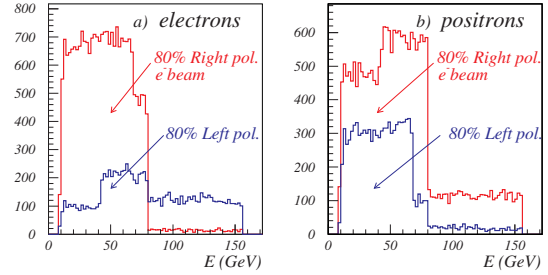 a) electrons
80% Right pol.
e⁻beam
80% Left pol.
800
700
600
500
400
300
200
100
0
0
50
100
150
E (GeV)
b) positrons
80% Right pol.
e⁻beam
80% Left pol.
600
500
400
300
200
100
0
0
50
100
150
E (GeV)